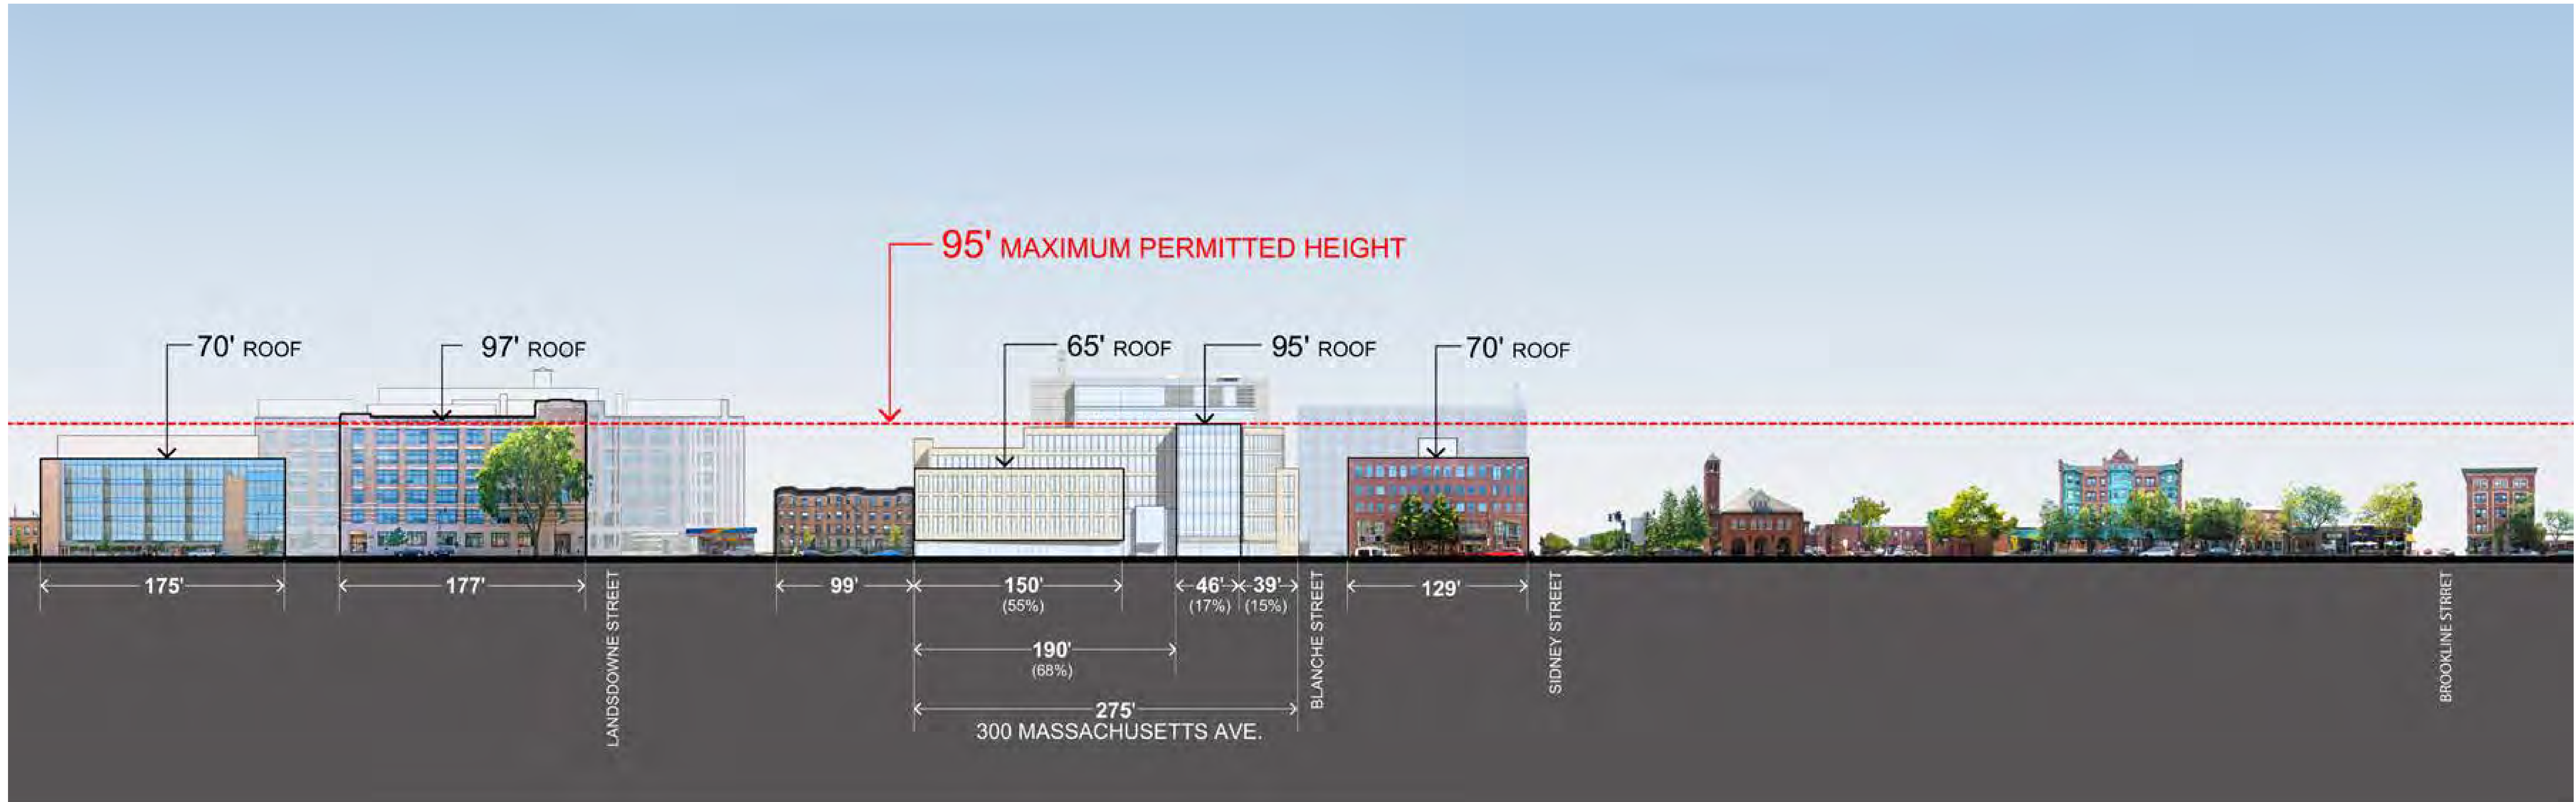 95' MAXIMUM PERMITTED HEIGHT
70' ROOF
97' ROOF
65' ROOF
95' ROOF
70' ROOF
175'
177'
99'
150'
(55%)
46'
(17%)
39'
(15%)
129'
190'
(68%)
275'
300 MASSACHUSETTS AVE.
LANDSDOWNE STREET
BLANCHE STREET
SIDNEY STREET
BROOKLINE STRRET